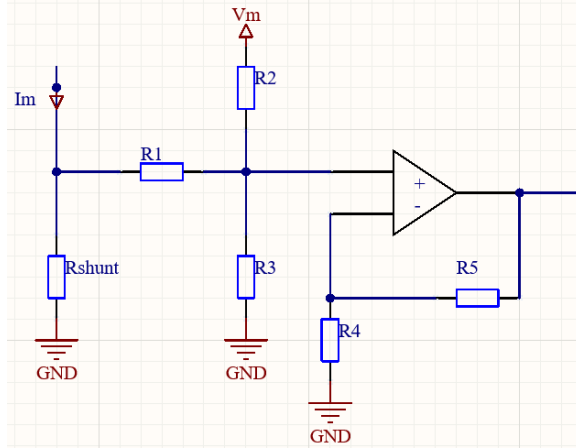 Vm
R2
Im
R1
+
-
Rshunt
R3
R5
R4
GND
GND
GND